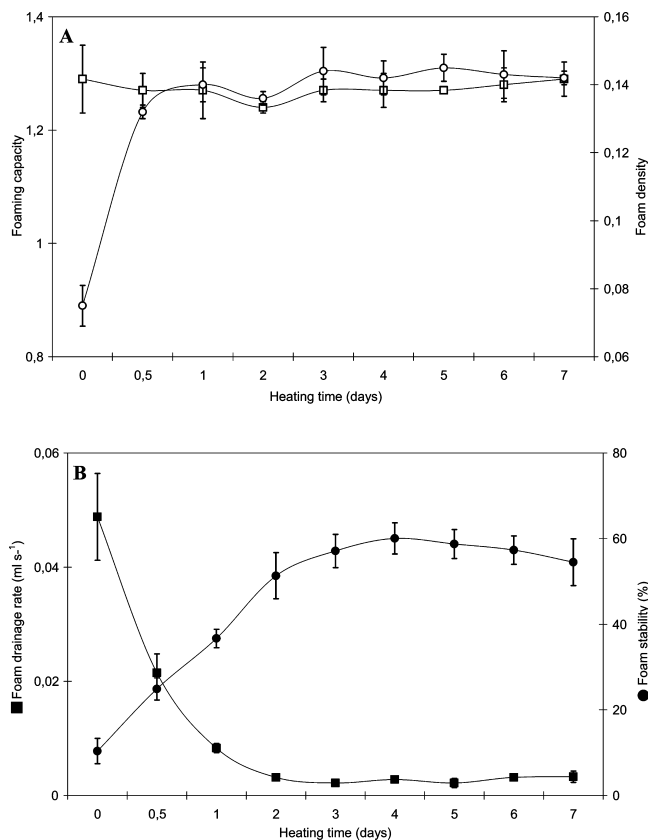 A
1,4
1,2
1
0,8
Foaming capacity
0,16
0,14
0,12
0,1
0,08
0,06
Foam density
0 0,5 1 2 3 4 5 6 7
Heating time (days)
B
0,06
0,04
0,02
0
Foam drainage rate (ml s-1)
80
60
40
20
0
Foam stability (%)
0 0,5 1 2 3 4 5 6 7
Heating time (days)